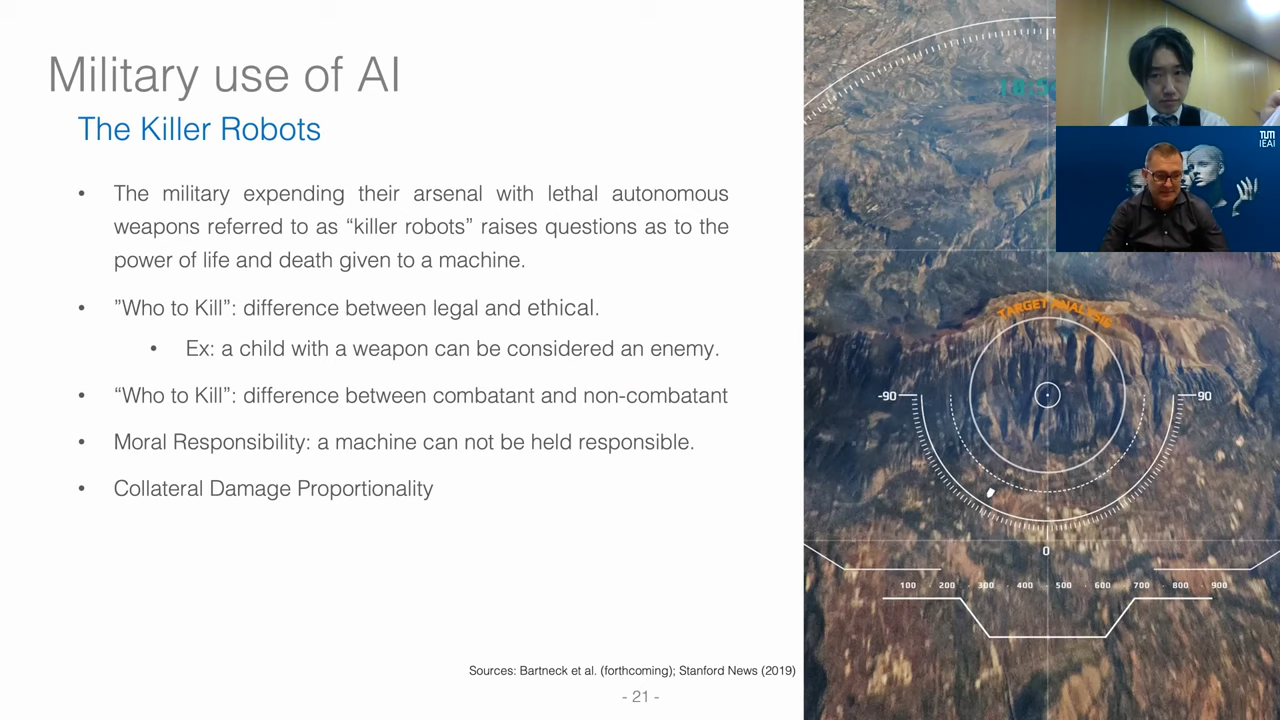 Military use of AI
The Killer Robots
• The military expending their arsenal with lethal autonomous
weapons referred to as “killer robots” raises questions as to the
power of life and death given to a machine.
• ”Who to Kill”: difference between legal and ethical.
• Ex: a child with a weapon can be considered an enemy.
• “Who to Kill”: difference between combatant and non-combatant
• Moral Responsibility: a machine can not be held responsible.
• Collateral Damage Proportionality
Sources: Bartneck et al. (forthcoming); Stanford News (2019)
- 21 -
TUM
IEAI
TARGET ANALYSIS
-90
90
0
100 - 200 - 300 - 400 - 500 - 600 - 700 - 800 - 900